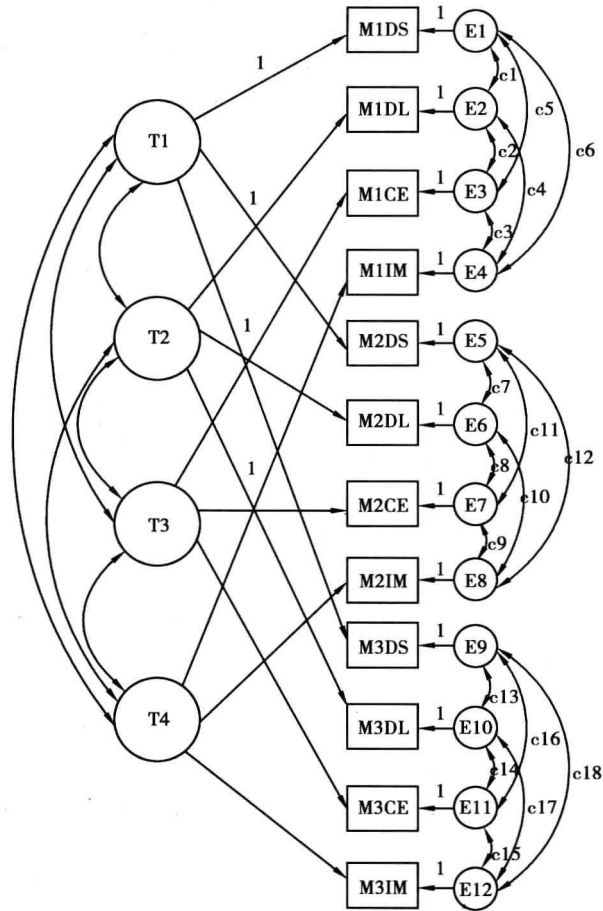 M1DS 1 E1
1
c1
c5
M1DL 1 E2
T1
c2
c6
1
M1CE 1 E3
c4
c3
M1IM 1 E4
1
T2
M2DS 1 E5
c7
M2DL 1 E6
c11
c8
c12
1
c10
T3
M2CE 1 E7
c9
M2IM 1 E8
M3DS 1 E9
c13
T4
M3DL 1 E10
c16
c14
c18
c17
M3CE 1 E11
c15
M3IM 1 E12